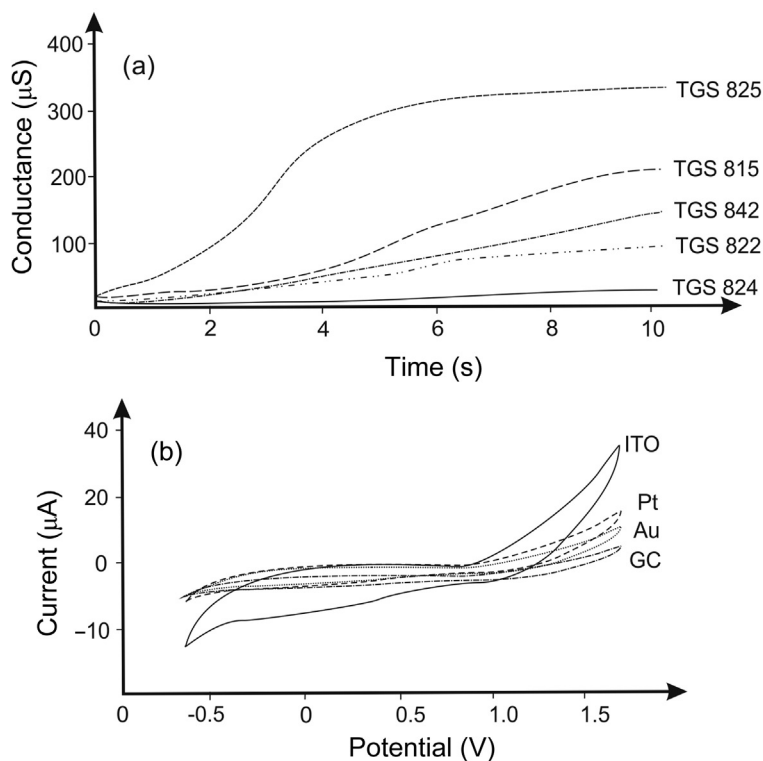 (a)
Conductance (μS)
400
300
200
100
TGS 825
TGS 815
TGS 842
TGS 822
TGS 824
0 2 4 6 8 10
Time (s)
(b)
Current (μA)
40
20
0
–10
ITO
Pt
Au
GC
0 -0.5 0 0.5 1.0 1.5
Potential (V)